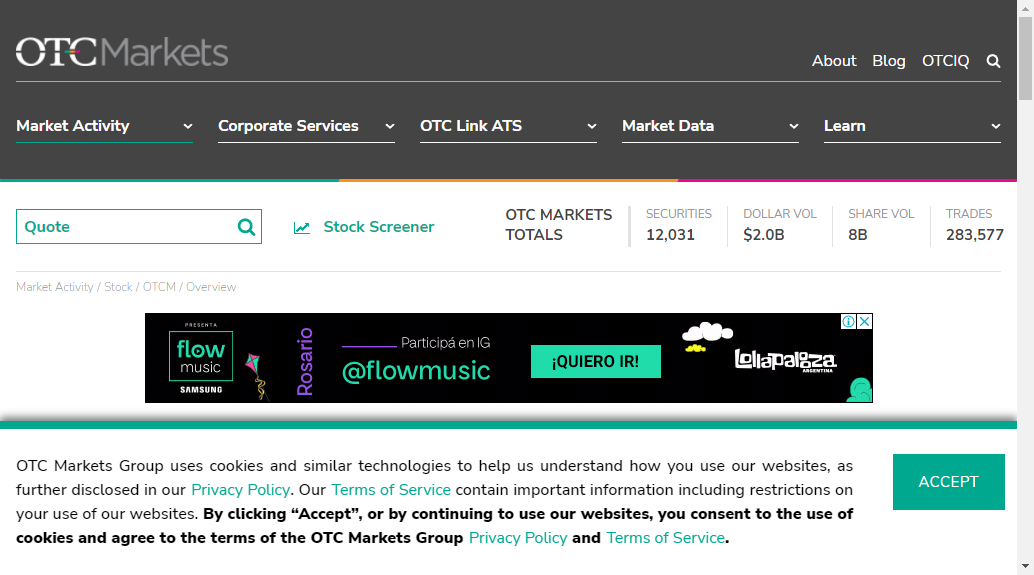 OTC Markets
About Blog OTCIQ
Market Activity Corporate Services OTC Link ATS Market Data Learn
Quote
Stock Screener
OTC MARKETS
TOTALS
SECURITIES
12,031
DOLLAR VOL
$2.0B
SHARE VOL
8B
TRADES
283,577
Market Activity / Stock / OTCM / Overview
PRESENTA
flow
music
SAMSUNG
Rosario
Participá en IG
@flowmusic
¡QUIERO IR!
Lollapalooza
ARGENTINA
OTC Markets Group uses cookies and similar technologies to help us understand how you use our websites, as
further disclosed in our Privacy Policy. Our Terms of Service contain important information including restrictions on
your use of our websites. By clicking “Accept”, or by continuing to use our websites, you consent to the use of
cookies and agree to the terms of the OTC Markets Group Privacy Policy and Terms of Service.
ACCEPT